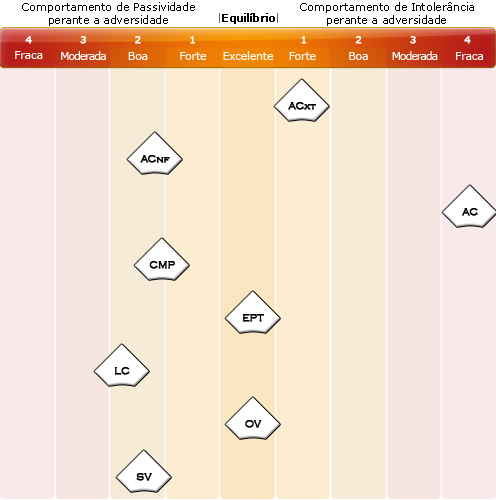 Comportamento de Passividade
perante a adversidade
|Equilíbrio|
Comportamento de Intolerância
perante a adversidade
4 3 2 1 1 2 3 4
Fraca Moderada Boa Forte Excelente Forte Boa Moderada Fraca
ACXT
ACNF
AC
CMP
EPT
LC
OV
SV